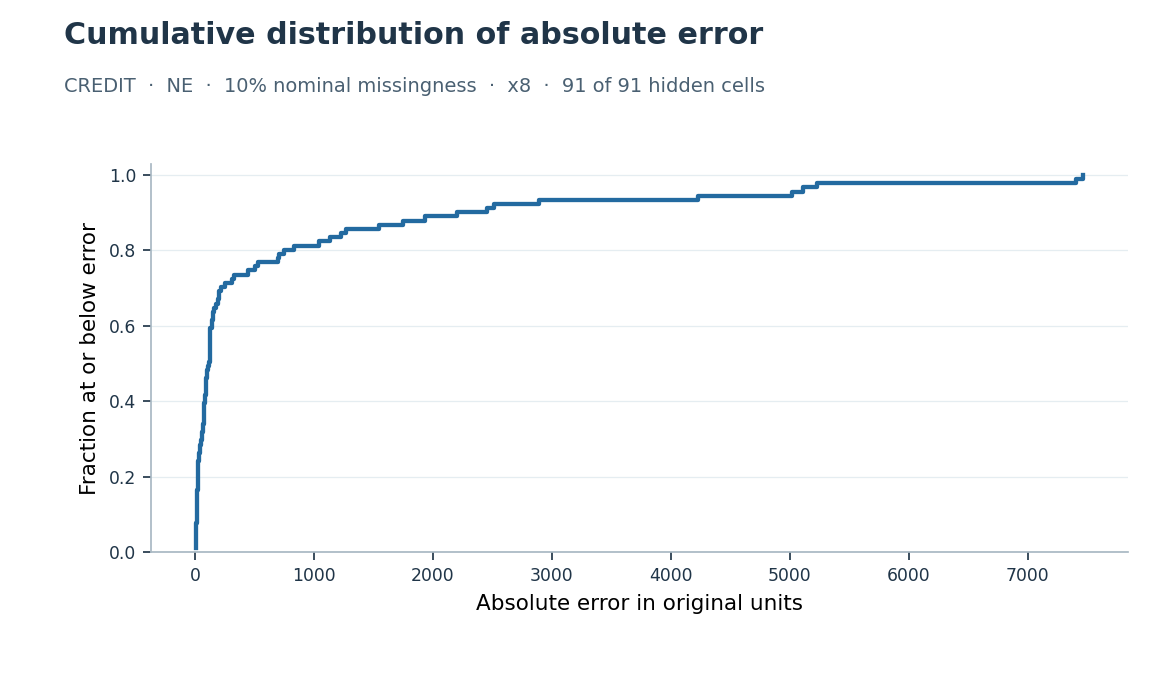 Cumulative distribution of absolute error
CREDIT · NE · 10% nominal missingness · x8 · 91 of 91 hidden cells
Fraction at or below error
1.0
0.8
0.6
0.4
0.2
0.0
0 1000 2000 3000 4000 5000 6000 7000
Absolute error in original units